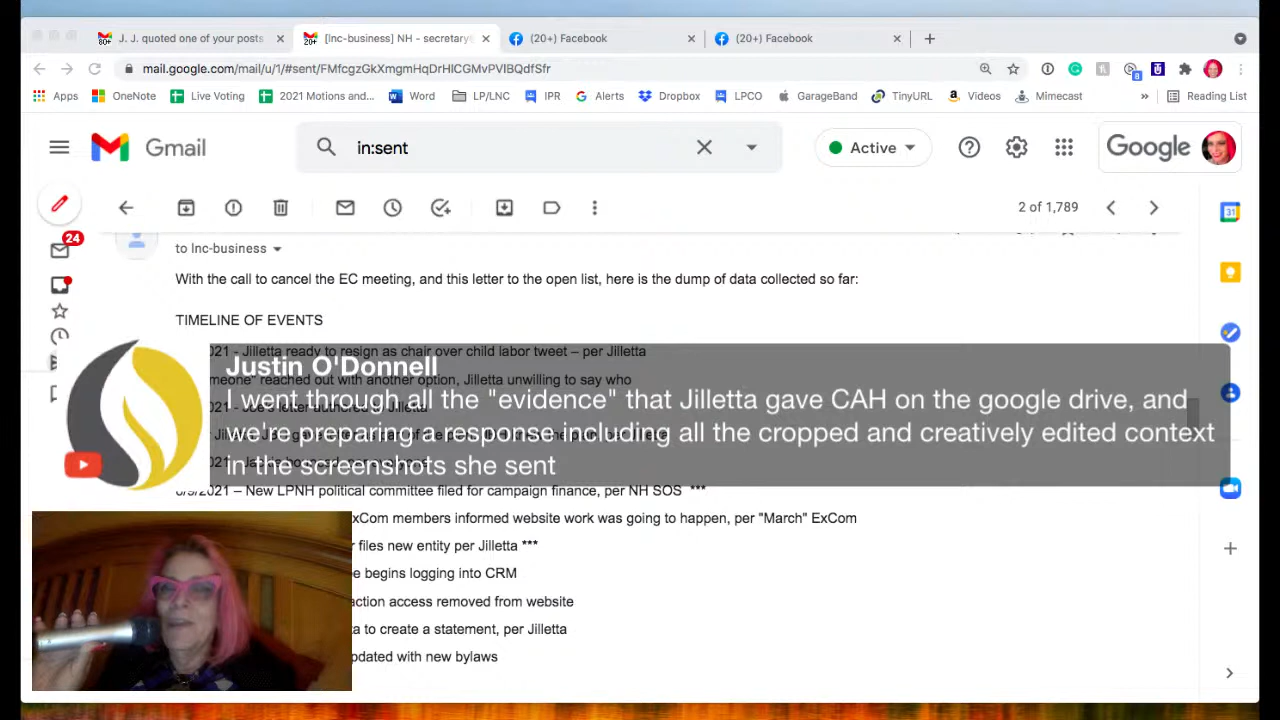 J. J. quoted one of your posts
[lnc-business] NH - secretary@
(20+) Facebook
(20+) Facebook
mail.google.com/mail/u/1/#sent/FMfcgzGkXmgmHqDrHlCGMvPVlBQdfSfr
Apps OneNote Live Voting 2021 Motions and... Word LP/LNC IPR Alerts Dropbox LPCO GarageBand TinyURL Videos Mimecast » Reading List
Gmail
in:sent
Active
Google
2 of 1,789
24
to lnc-business
With the call to cancel the EC meeting, and this letter to the open list, here is the dump of data collected so far:
TIMELINE OF EVENTS
2021 - Jilletta ready to resign as chair over child labor tweet – per Jilletta
reached out with another option, Jilletta unwilling to say who
Justin O'Donnell
I went through all the "evidence" that Jilletta gave CAH on the google drive, and
we're preparing a response including all the cropped and creatively edited context
in the screenshots she sent
6/9/2021 – New LPNH political committee filed for campaign finance, per NH SOS ***
ExCom members informed website work was going to happen, per "March" ExCom
files new entity per Jilletta ***
begins logging into CRM
action access removed from website
to create a statement, per Jilletta
updated with new bylaws